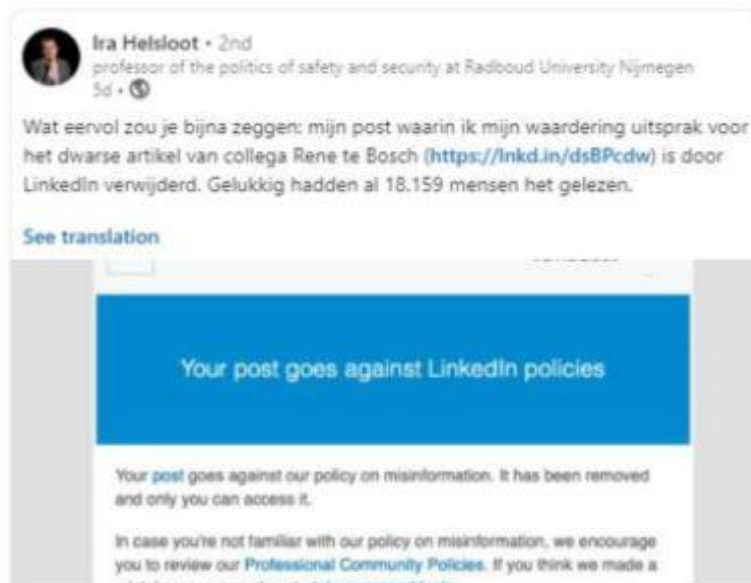 Ira Helsloot • 2nd
professor of the politics of safety and security at Radboud University Nijmegen
5d •
Wat eervol zou je bijna zeggen: mijn post waarin ik mijn waardering uitsprak voor
het dwarse artikel van collega Rene te Bosch (https://lnkd.in/dsBPcdw) is door
LinkedIn verwijderd. Gelukkig hadden al 18.159 mensen het gelezen.
See translation
Your post goes against LinkedIn policies
Your post goes against our policy on misinformation. It has been removed
and only you can access it.
In case you're not familiar with our policy on misinformation, we encourage
you to review our Professional Community Policies. If you think we made a